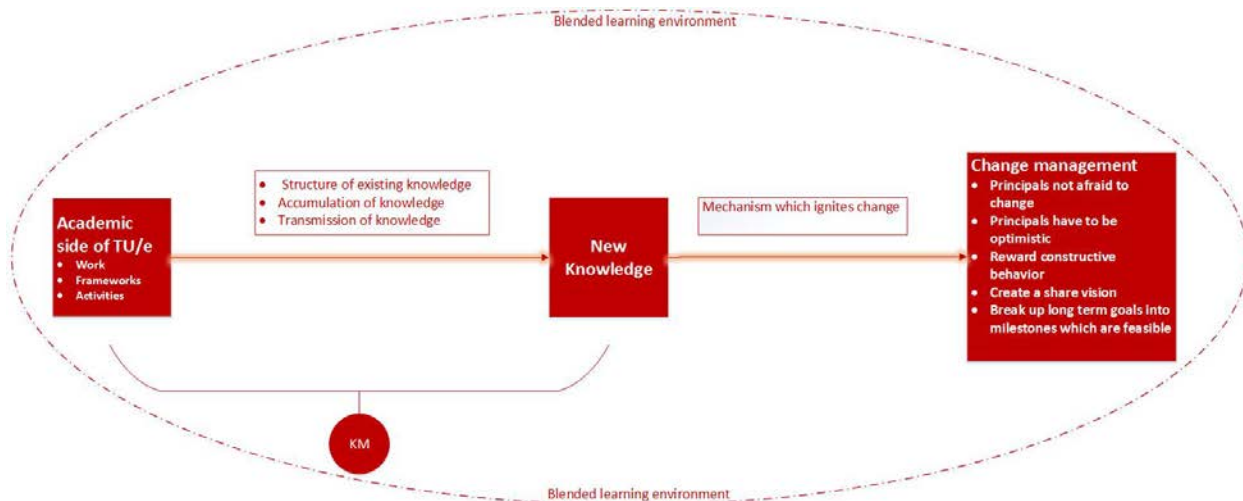 Blended learning environment
Change management
• Principals not afraid to
change
• Principals have to be
optimistic
• Reward constructive
behavior
• Create a share vision
• Break up long term goals into
milestones which are feasible
• Structure of existing knowledge
• Accumulation of knowledge
• Transmission of knowledge
Mechanism which ignites change
Academic
side of TU/e
• Work
• Frameworks
• Activities
New
Knowledge
KM
Blended learning environment